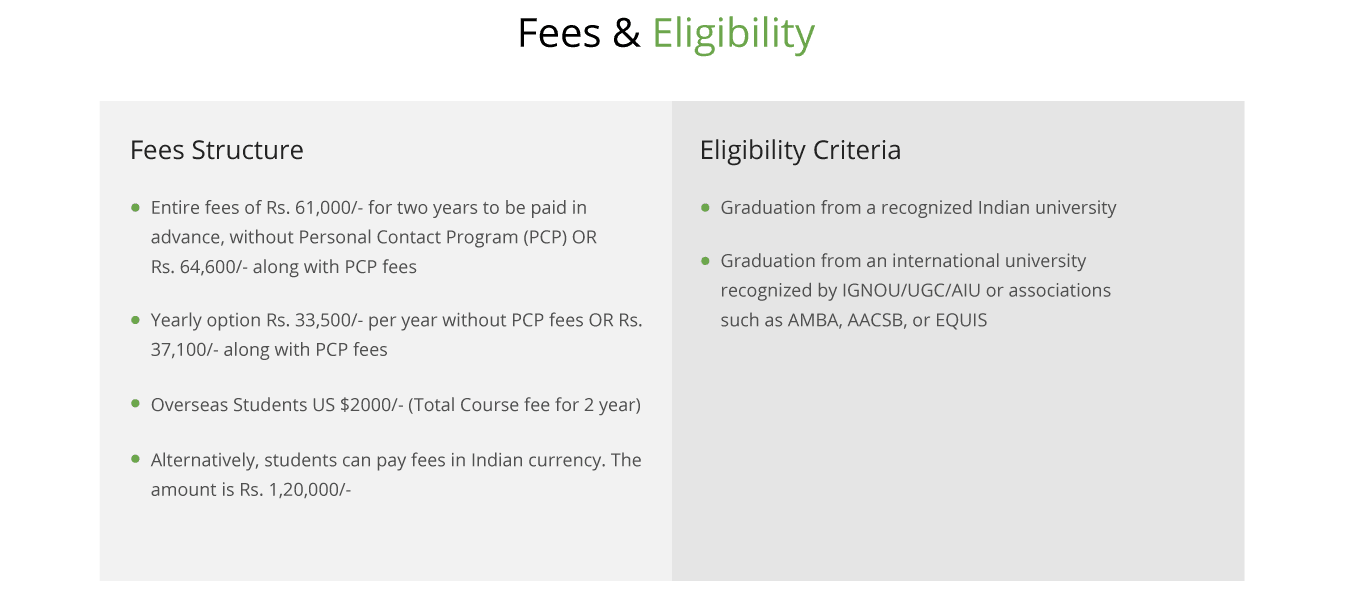 Fees & Eligibility
Fees Structure
Entire fees of Rs. 61,000/- for two years to be paid in
advance, without Personal Contact Program (PCP) OR
Rs. 64,600/- along with PCP fees
Yearly option Rs. 33,500/- per year without PCP fees OR Rs.
37,100/- along with PCP fees
Overseas Students US $2000/- (Total Course fee for 2 year)
Alternatively, students can pay fees in Indian currency. The
amount is Rs. 1,20,000/-
Eligibility Criteria
Graduation from a recognized Indian university
Graduation from an international university
recognized by IGNOU/UGC/AIU or associations
such as AMBA, AACSB, or EQUIS